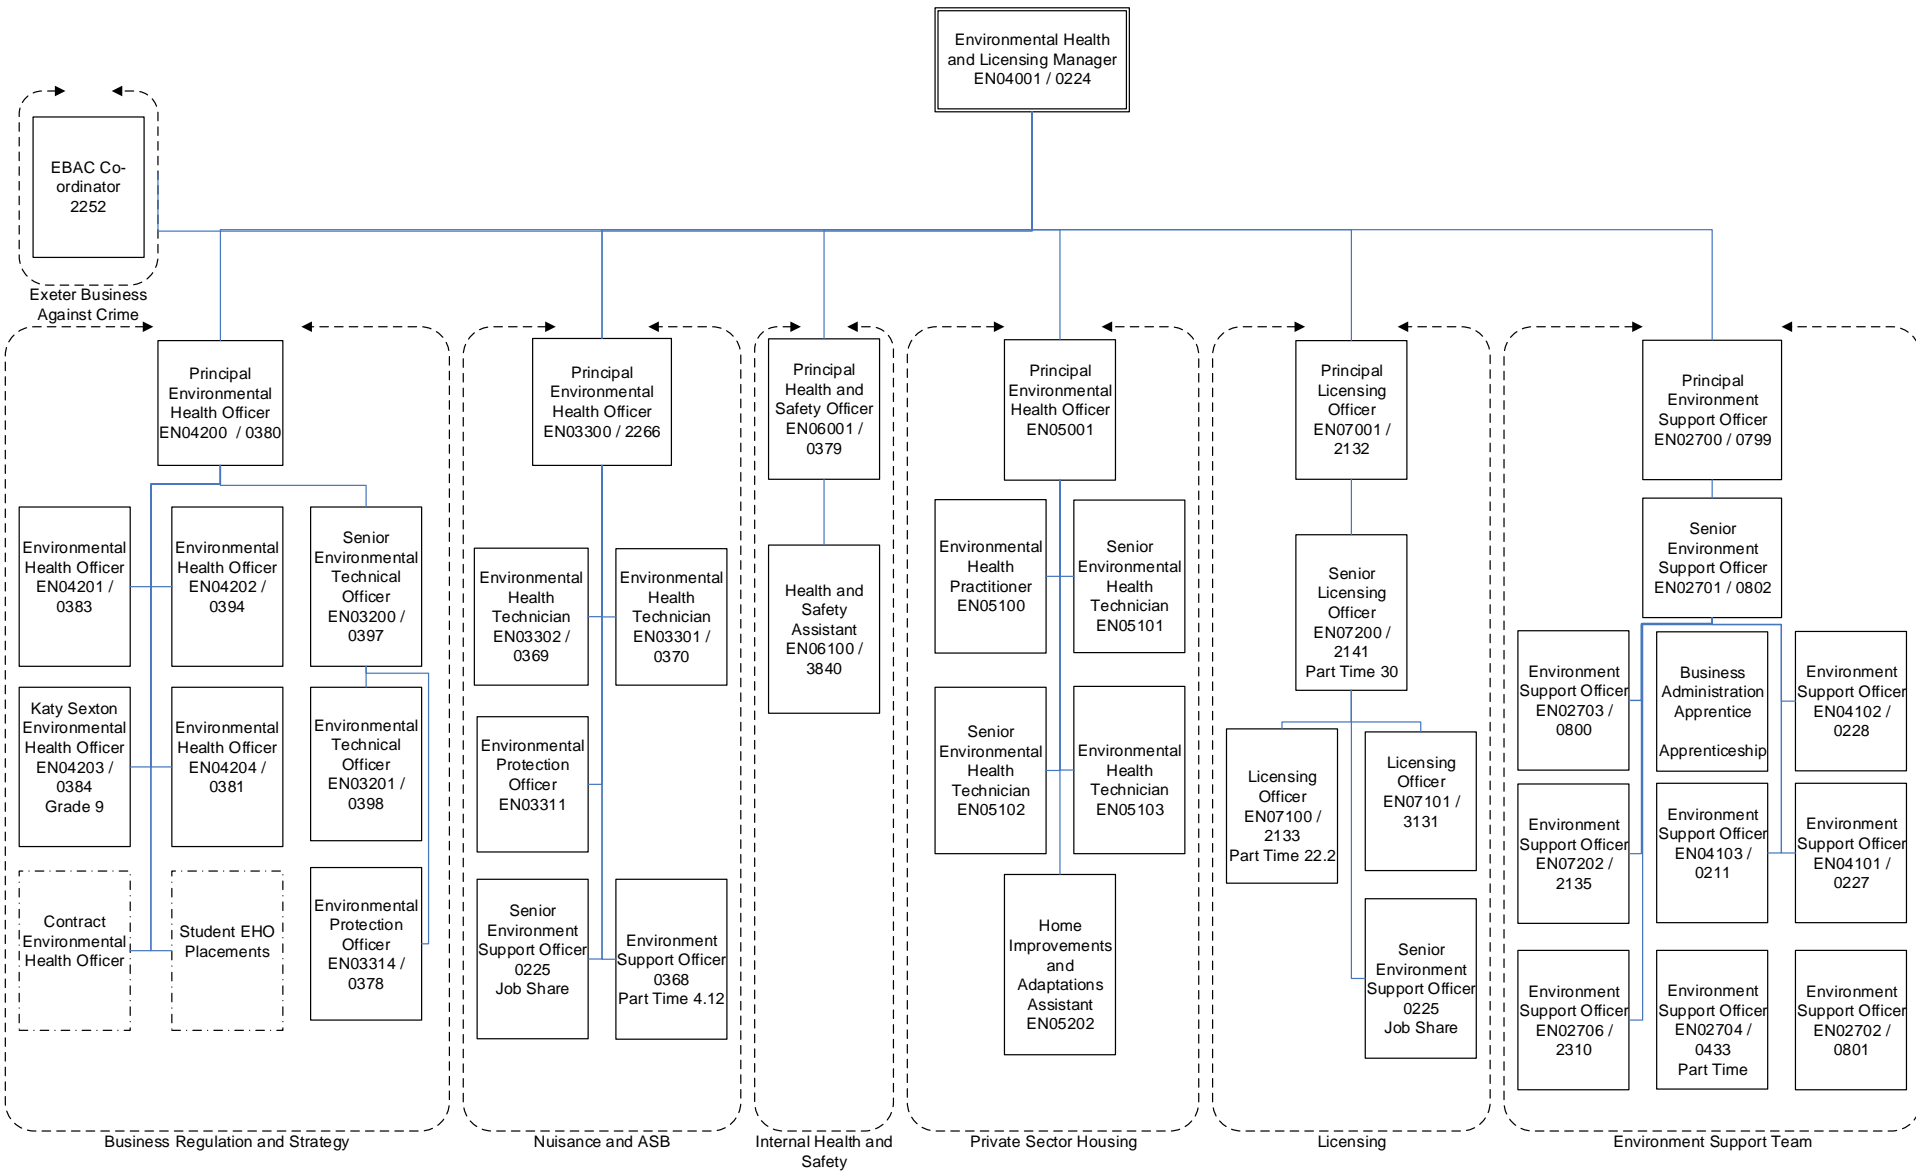 Environmental Health
and Licensing Manager
EN04001 / 0224
EBAC Co-
ordinator
2252
Exeter Business
Against Crime
Principal
Environmental
Health Officer
EN04200 / 0380
Environmental
Health Officer
EN04201 /
0383
Environmental
Health Officer
EN04202 /
0394
Senior
Environmental
Technical
Officer
EN03200 /
0397
Katy Sexton
Environmental
Health Officer
EN04203 /
0384
Grade 9
Environmental
Health Officer
EN04204 /
0381
Environmental
Technical
Officer
EN03201 /
0398
Contract
Environmental
Health Officer
Student EHO
Placements
Environmental
Protection
Officer
EN03314 /
0378
Business Regulation and Strategy
Principal
Environmental
Health Officer
EN03300 / 2266
Environmental
Health
Technician
EN03302 /
0369
Environmental
Health
Technician
EN03301 /
0370
Environmental
Protection
Officer
EN03311
Senior
Environment
Support Officer
0225
Job Share
Environment
Support Officer
0368
Part Time 4.12
Nuisance and ASB
Principal
Health and
Safety Officer
EN06001 /
0379
Health and
Safety
Assistant
EN06100 /
3840
Internal Health and
Safety
Principal
Environmental
Health Officer
EN05001
Environmental
Health
Practitioner
EN05100
Senior
Environmental
Health
Technician
EN05101
Senior
Environmental
Health
Technician
EN05102
Environmental
Health
Technician
EN05103
Home
Improvements
and
Adaptations
Assistant
EN05202
Private Sector Housing
Principal
Licensing
Officer
EN07001 /
2132
Senior
Licensing
Officer
EN07200 /
2141
Part Time 30
Licensing
Officer
EN07100 /
2133
Part Time 22.2
Licensing
Officer
EN07101 /
3131
Senior
Environment
Support Officer
0225
Job Share
Licensing
Principal
Environment
Support Officer
EN02700 / 0799
Senior
Environment
Support Officer
EN02701 / 0802
Environment
Support Officer
EN02703 /
0800
Business
Administration
Apprentice
Apprenticeship
Environment
Support Officer
EN04102 /
0228
Environment
Support Officer
EN07202 /
2135
Environment
Support Officer
EN04103 /
0211
Environment
Support Officer
EN04101 /
0227
Environment
Support Officer
EN02706 /
2310
Environment
Support Officer
EN02704 /
0433
Part Time
Environment
Support Officer
EN02702 /
0801
Environment Support Team